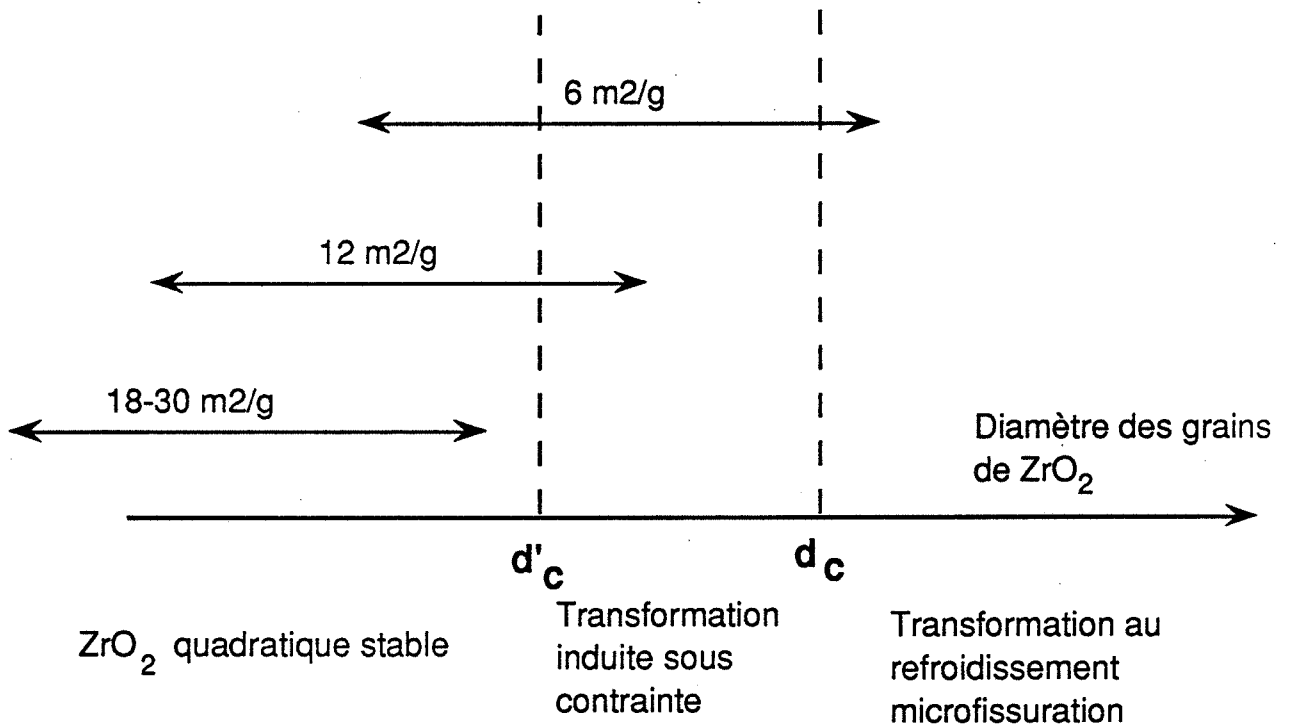 6 m2/g
12 m2/g
18-30 m2/g
Diamètre des grains
de ZrO2
d'c
dc
ZrO2 quadratique stable
Transformation
induite sous
contrainte
Transformation au
refroidissement
microfissuration